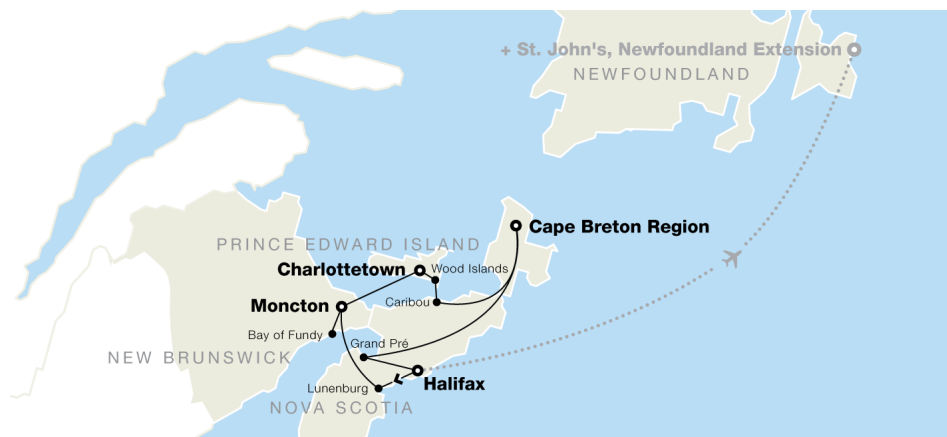 + St. John's, Newfoundland Extension
NEWFOUNDLAND
Cape Breton Region
PRINCE EDWARD ISLAND
Charlottetown
Wood Islands
Caribou
Moncton
Bay of Fundy
Grand Pré
NEW BRUNSWICK
Halifax
Lunenburg
NOVA SCOTIA